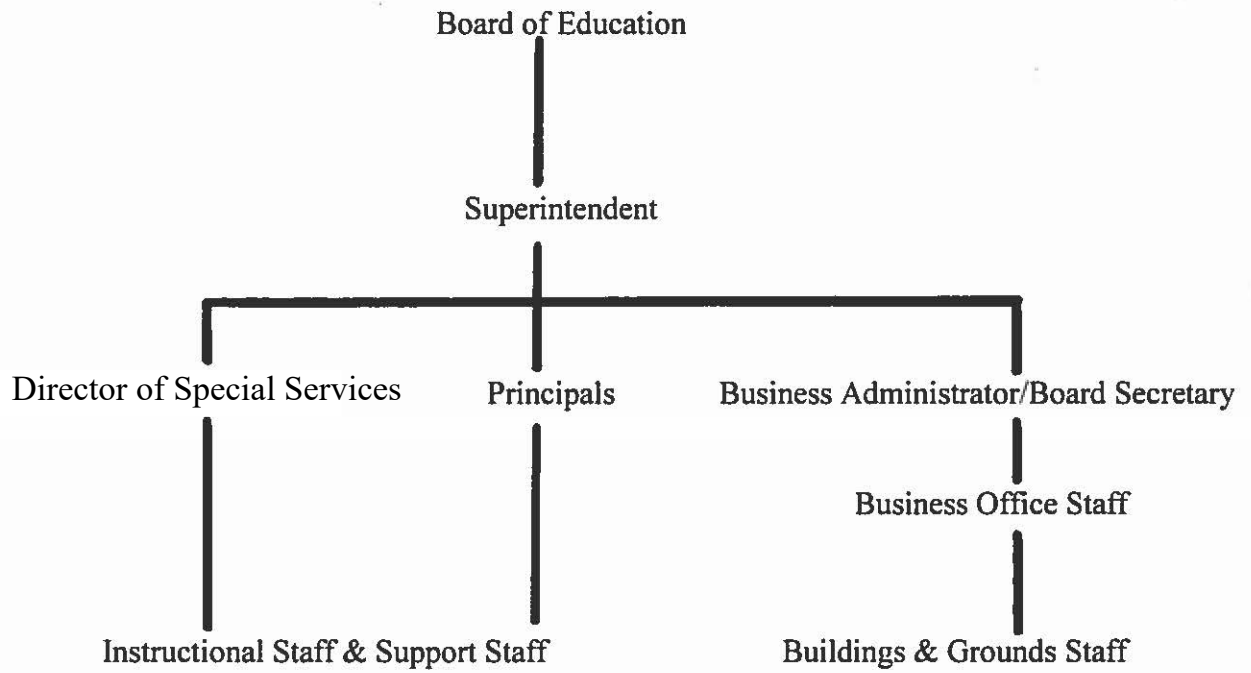 Board of Education
Superintendent
Director of Special Services
Principals
Business Administrator/Board Secretary
Business Office Staff
Instructional Staff & Support Staff
Buildings & Grounds Staff